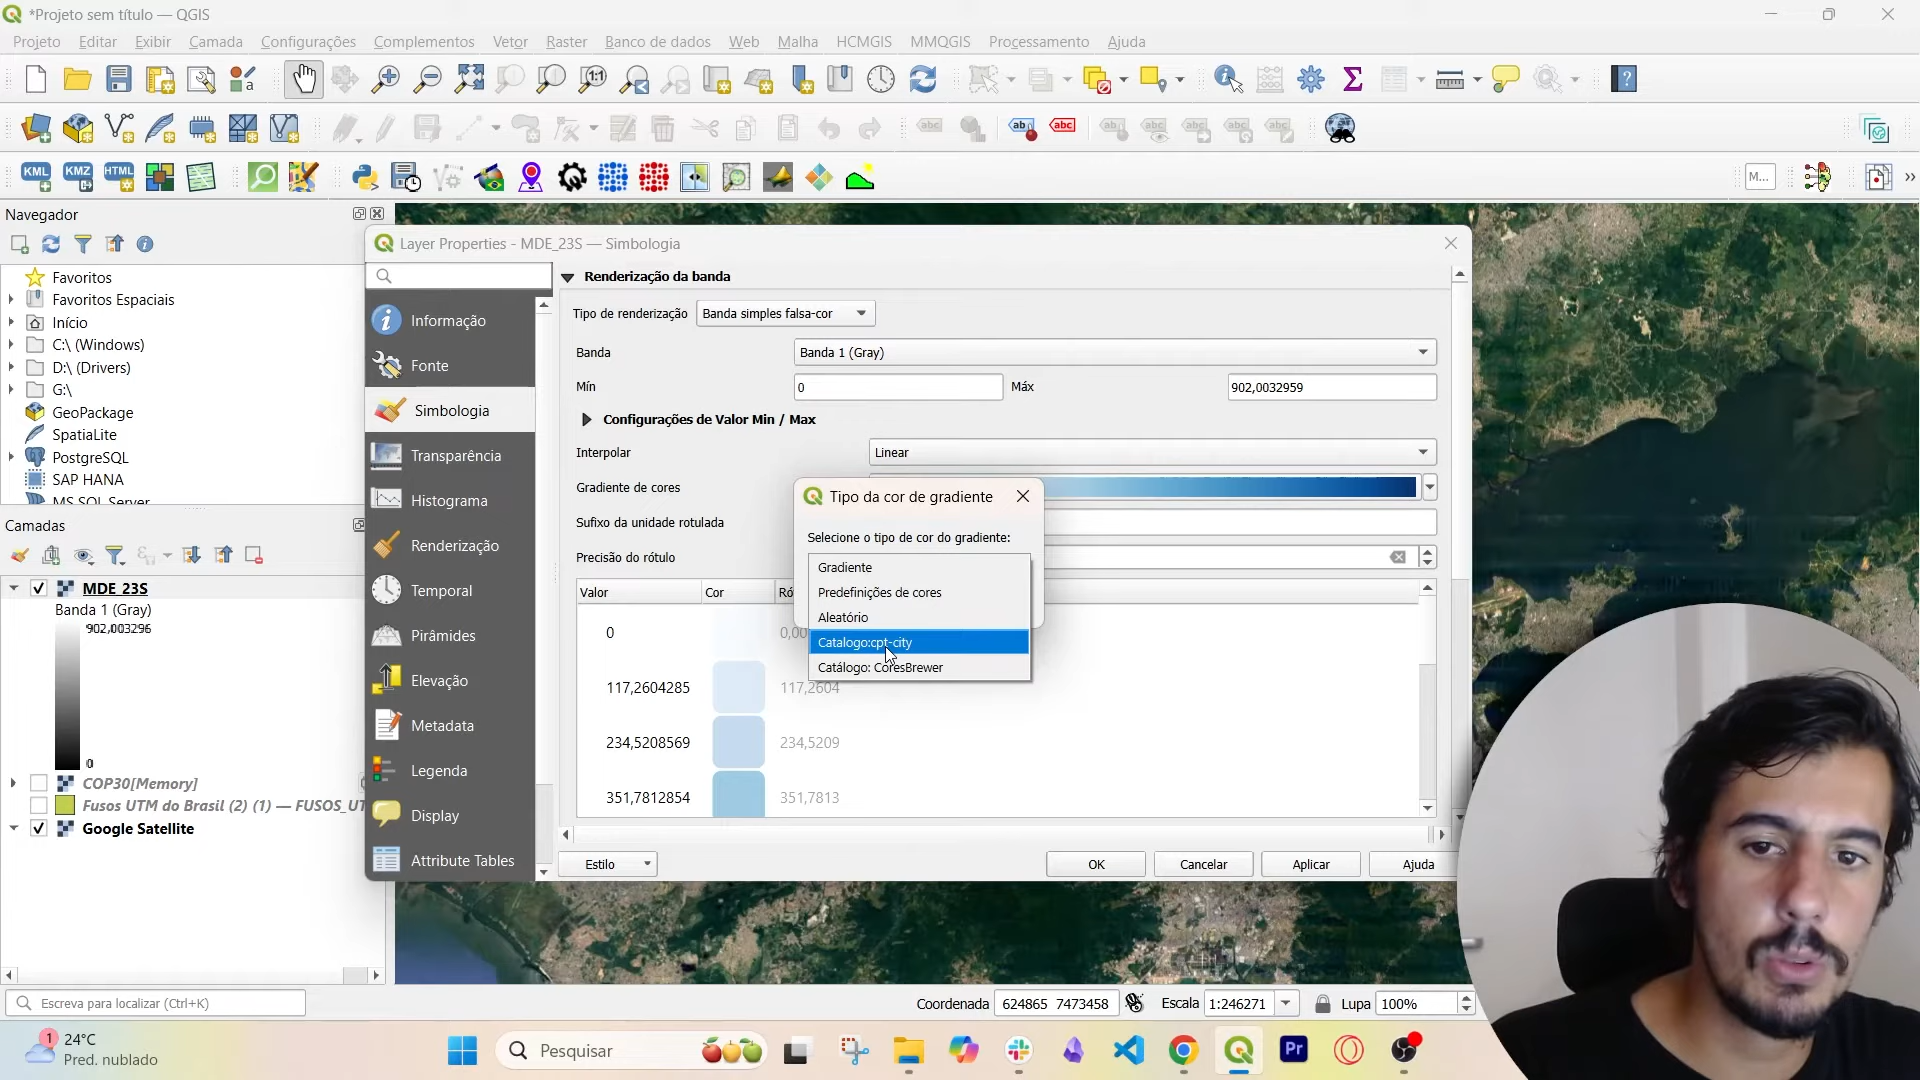 *Projeto sem título — QGIS
Projeto Editar Exibir Camada Configurações Complementos Vetor Raster Banco de dados Web Malha HCMGIS MMQGIS Processamento Ajuda
KML KMZ HTML
M...
Navegador
Favoritos
Favoritos Espaciais
Início
C:\ (Windows)
D:\ (Drivers)
G:\
GeoPackage
SpatiaLite
PostgreSQL
SAP HANA
MS SQL Server
Camadas
MDE_23S
Banda 1 (Gray)
902,003296
0
COP30[Memory]
Fusos UTM do Brasil (2) (1) — FUSOS_UT
Google Satellite
Layer Properties - MDE_23S — Simbologia
Informação
Fonte
Simbologia
Transparência
Histograma
Renderização
Temporal
Pirâmides
Elevação
Metadata
Legenda
Display
Attribute Tables
Renderização da banda
Tipo de renderização Banda simples falsa-cor
Banda Banda 1 (Gray)
Mín 0 Máx 902,0032959
Configurações de Valor Min / Max
Interpolar Linear
Gradiente de cores
Sufixo da unidade rotulada
Precisão do rótulo
Valor Cor
0 0,00
117,2604285 117,2604
234,5208569 234,5209
351,7812854 351,7813
Tipo da cor de gradiente
Selecione o tipo de cor do gradiente:
Gradiente
Predefinições de cores
Aleatório
Catalogo:cpt-city
Catálogo: CoresBrewer
Estilo OK Cancelar Aplicar Ajuda
Escreva para localizar (Ctrl+K)
Coordenada 624865 7473458 Escala 1:246271 Lupa 100%
1 24°C
Pred. nublado
Pesquisar
Pr